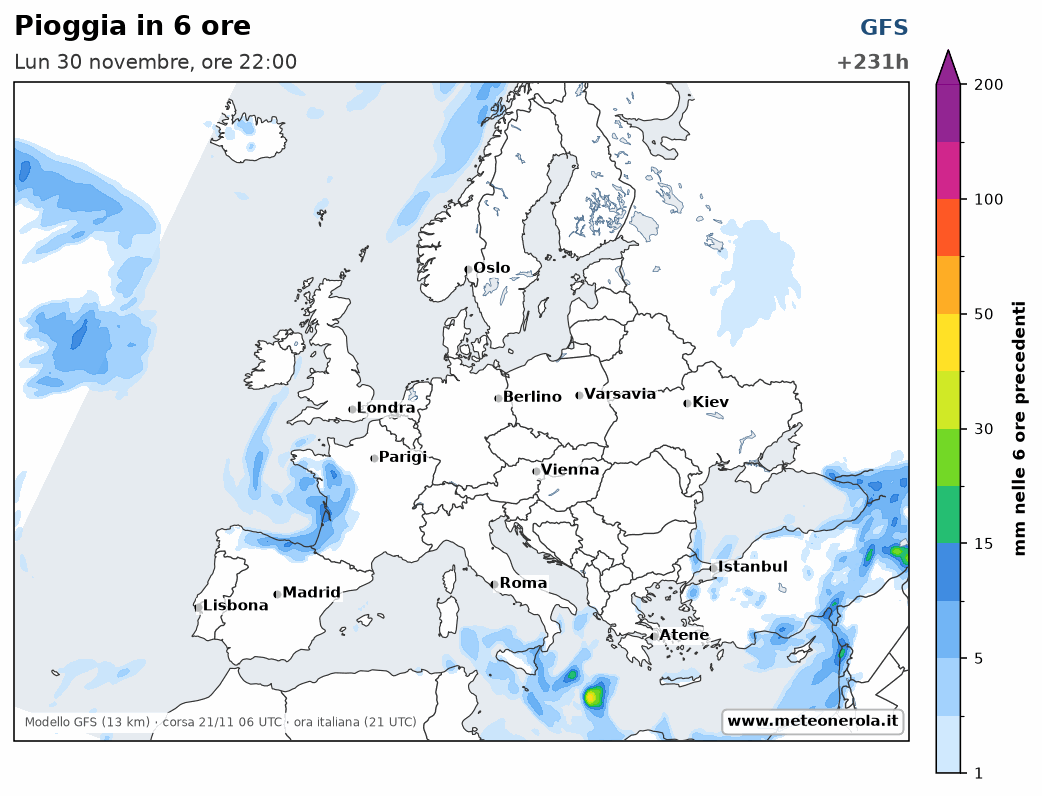 Pioggia in 6 ore
GFS
Lun 30 novembre, ore 22:00
+231h
200
100
50
30
15
5
1
mm nelle 6 ore precedenti
Oslo
Berlino
Varsavia
Kiev
Londra
Parigi
Vienna
Istanbul
Roma
Madrid
Lisbona
Atene
Modello GFS (13 km) · corsa 21/11 06 UTC · ora italiana (21 UTC)
www.meteonerola.it